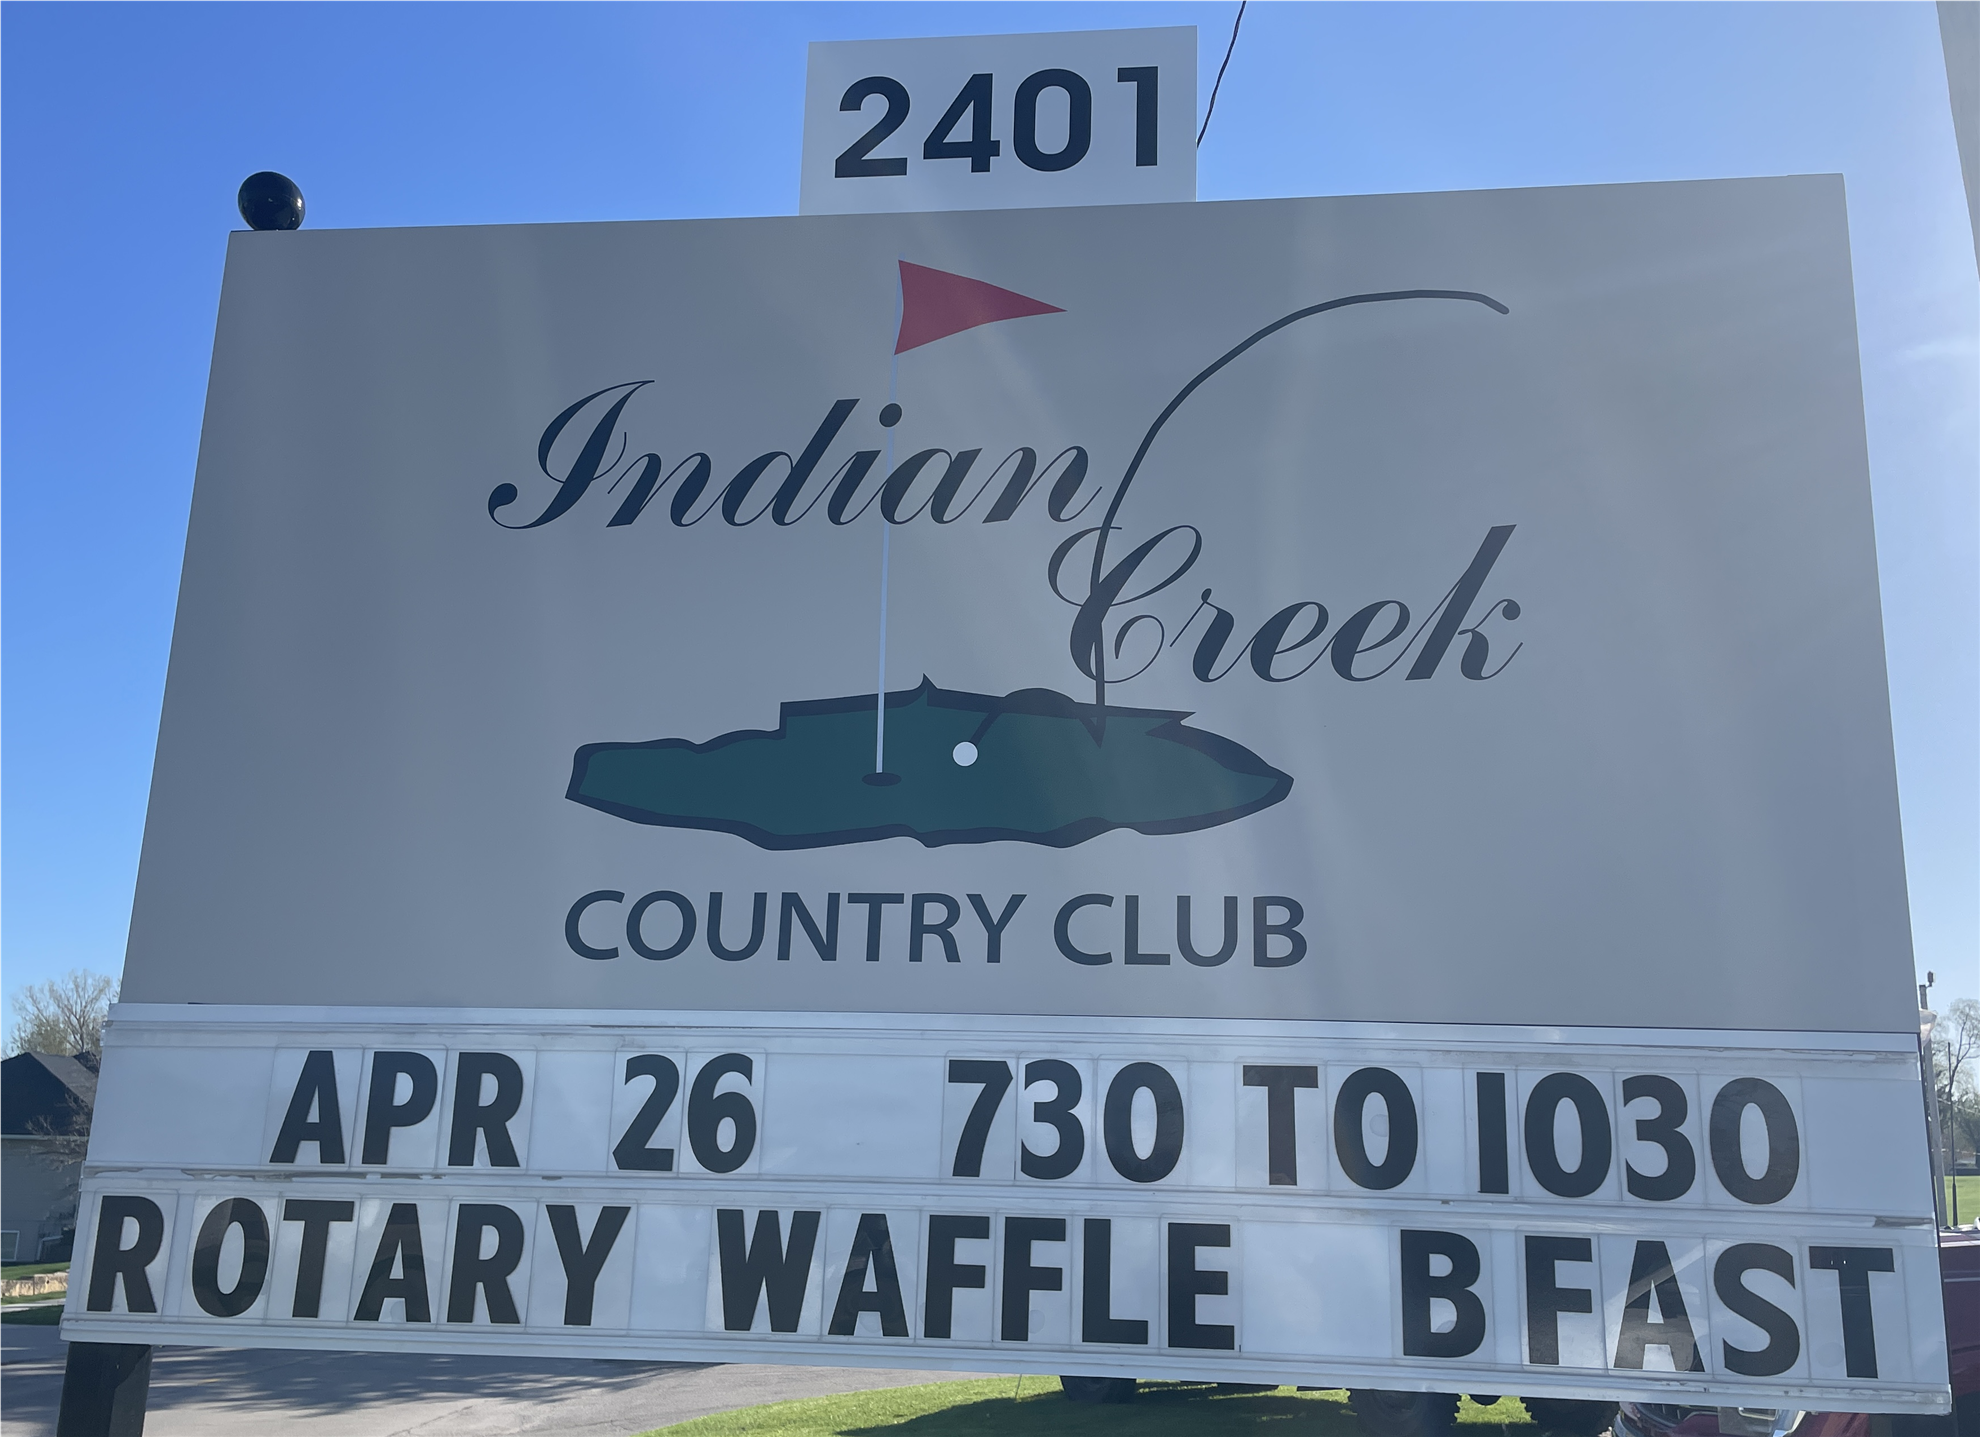 2401
Indian
Creek
COUNTRY CLUB
APR 26 730 TO 1030
ROTARY WAFFLE BFAST